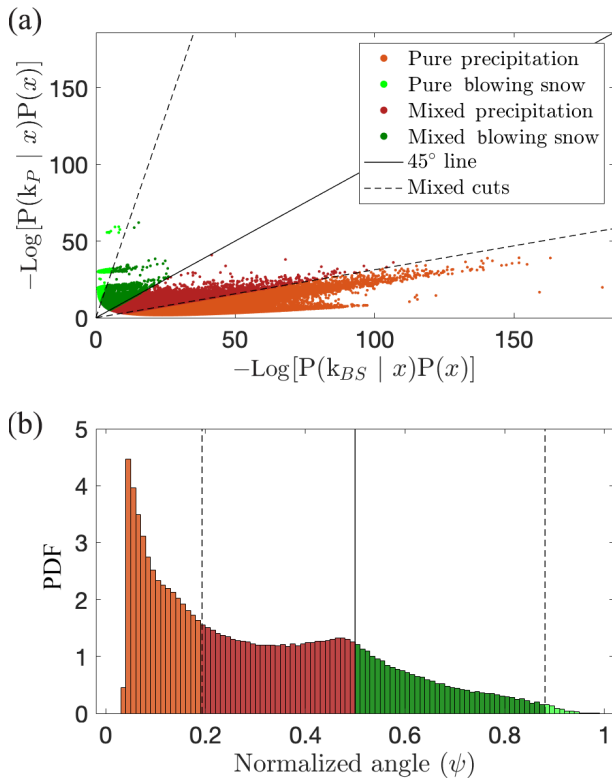 (a)
−Log[P(k_P | x)P(x)]
150
100
50
0
Pure precipitation
Pure blowing snow
Mixed precipitation
Mixed blowing snow
45° line
Mixed cuts
0 50 100 150
−Log[P(k_BS | x)P(x)]
(b)
PDF
5
4
3
2
1
0
0 0.2 0.4 0.6 0.8 1
Normalized angle (ψ)